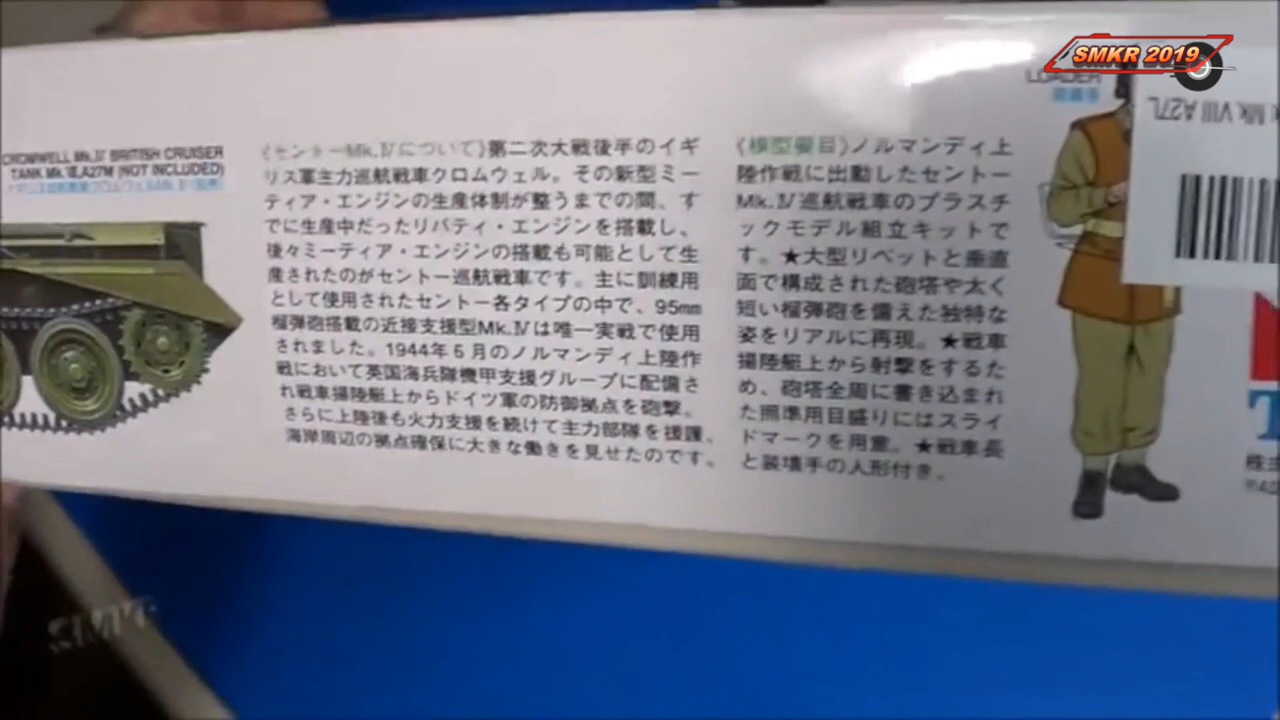 SMKR 2019
LOADER
装填手
Mk VIII A27L
CROMWELL Mk.Ⅳ BRITISH CRUISER
TANK Mk.Ⅷ,A27M (NOT INCLUDED)
《セントーMk.Ⅳについて》第二次大戦後半のイギ
リス軍主力巡航戦車クロムウェル。その新型ミー
ティア・エンジンの生産体制が整うまでの間、す
でに生産中だったリバティ・エンジンを搭載し、
後々ミーティア・エンジンの搭載も可能として生
産されたのがセントー巡航戦車です。主に訓練用
として使用されたセントー各タイプの中で、95mm
榴弾砲搭載の近接支援型Mk.Ⅳは唯一実戦で使用
されました。1944年6月のノルマンディ上陸作
戦において英国海兵隊機甲支援グループに配備さ
れ戦車揚陸艇上からドイツ軍の防御拠点を砲撃。
さらに上陸後も火力支援を続けて主力部隊を援護、
海岸周辺の拠点確保に大きな働きを見せたのです。
《模型要目》ノルマンディ上
陸作戦に出動したセントー
Mk.Ⅳ巡航戦車のプラスチ
ックモデル組立キットで
す。★大型リベットと垂直
面で構成された砲塔や太く
短い榴弾砲を備えた独特な
姿をリアルに再現。★戦車
揚陸艇上から射撃をするた
め、砲塔全周に書き込まれ
た照準用目盛りにはスライ
ドマークを用意。★戦車長
と装填手の人形付き。